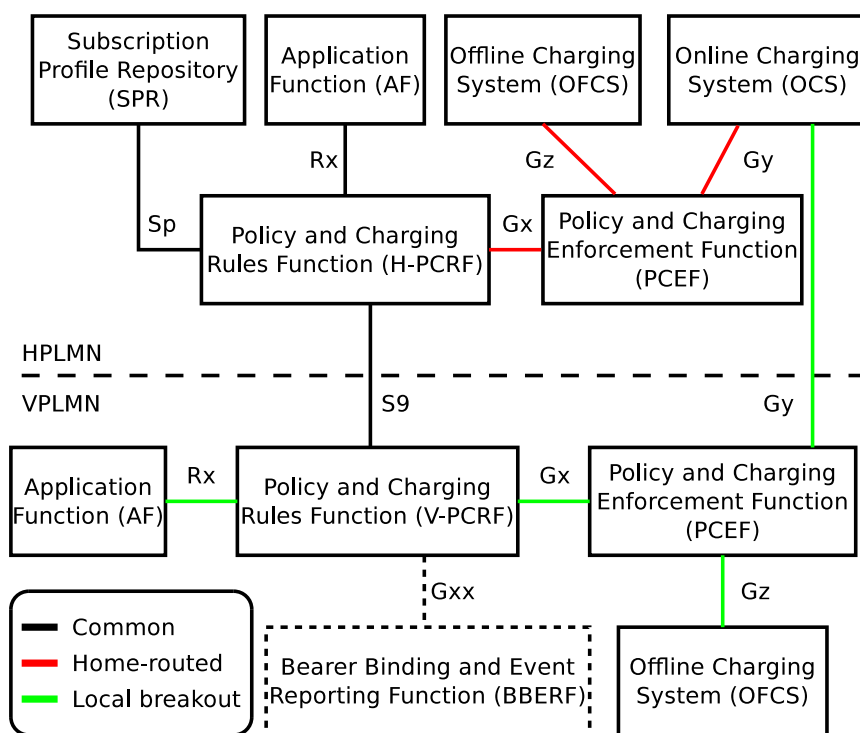 Subscription
Profile Repository
(SPR)
Application
Function (AF)
Offline Charging
System (OFCS)
Online Charging
System (OCS)
Rx
Gz
Gy
Sp
Policy and Charging
Rules Function (H-PCRF)
Gx
Policy and Charging
Enforcement Function
(PCEF)
HPLMN
VPLMN
S9
Gy
Application
Function (AF)
Rx
Policy and Charging
Rules Function (V-PCRF)
Gx
Policy and Charging
Enforcement Function
(PCEF)
Gxx
Gz
Common
Home-routed
Local breakout
Bearer Binding and Event
Reporting Function (BBERF)
Offline Charging
System (OFCS)